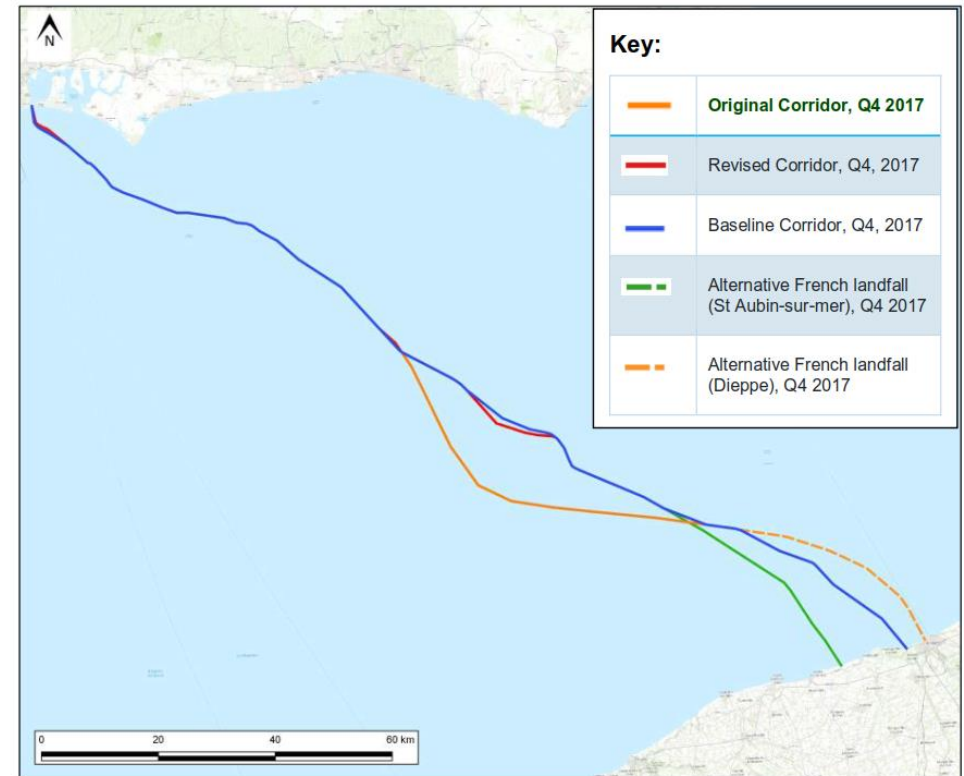 N
Key:
Original Corridor, Q4 2017
Revised Corridor, Q4, 2017
Baseline Corridor, Q4, 2017
Alternative French landfall
(St Aubin-sur-mer), Q4 2017
Alternative French landfall
(Dieppe), Q4 2017
0 20 40 60 km